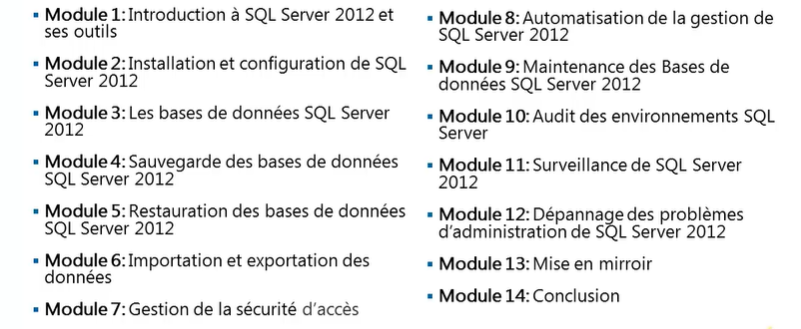 ▪ Module 1: Introduction à SQL Server 2012 et
ses outils
▪ Module 2: Installation et configuration de SQL
Server 2012
▪ Module 3: Les bases de données SQL Server
2012
▪ Module 4: Sauvegarde des bases de données
SQL Server 2012
▪ Module 5: Restauration des bases de données
SQL Server 2012
▪ Module 6: Importation et exportation des
données
▪ Module 7: Gestion de la sécurité d'accès
▪ Module 8: Automatisation de la gestion de
SQL Server 2012
▪ Module 9: Maintenance des Bases de
données SQL Server 2012
▪ Module 10: Audit des environnements SQL
Server
▪ Module 11: Surveillance de SQL Server
2012
▪ Module 12: Dépannage des problèmes
d'administration de SQL Server 2012
▪ Module 13: Mise en mirroir
▪ Module 14: Conclusion